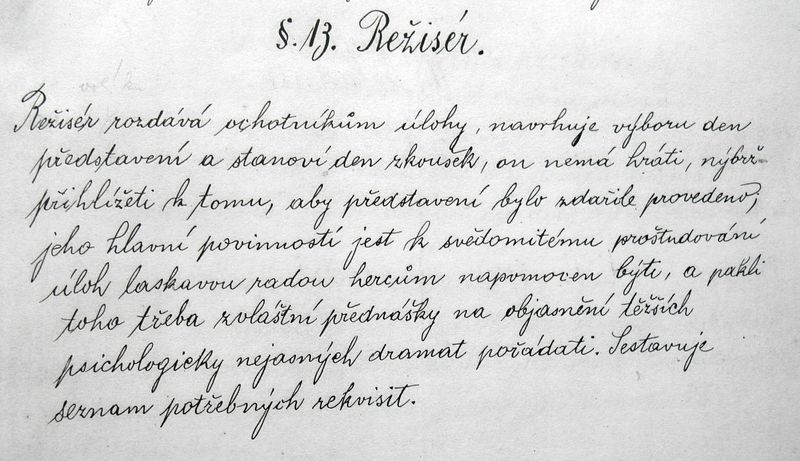 §. 13. Režisér.
Režisér rozdává ochotníkům úlohy, navrhuje výboru den
představení a stanoví den zkoušek, on nemá hráti, nýbrž
přihlížeti k tomu, aby představení bylo zdařile provedeno;
jeho hlavní povinností jest k svědomitému proštudování
úloh laskavou radou hercům napomocen býti, a pakli
toho třeba zvláštní přednášky na objasnění těžších
psichologicky nejasných dramat pořádati. Sestavuje
seznam potřebných rekvisit.